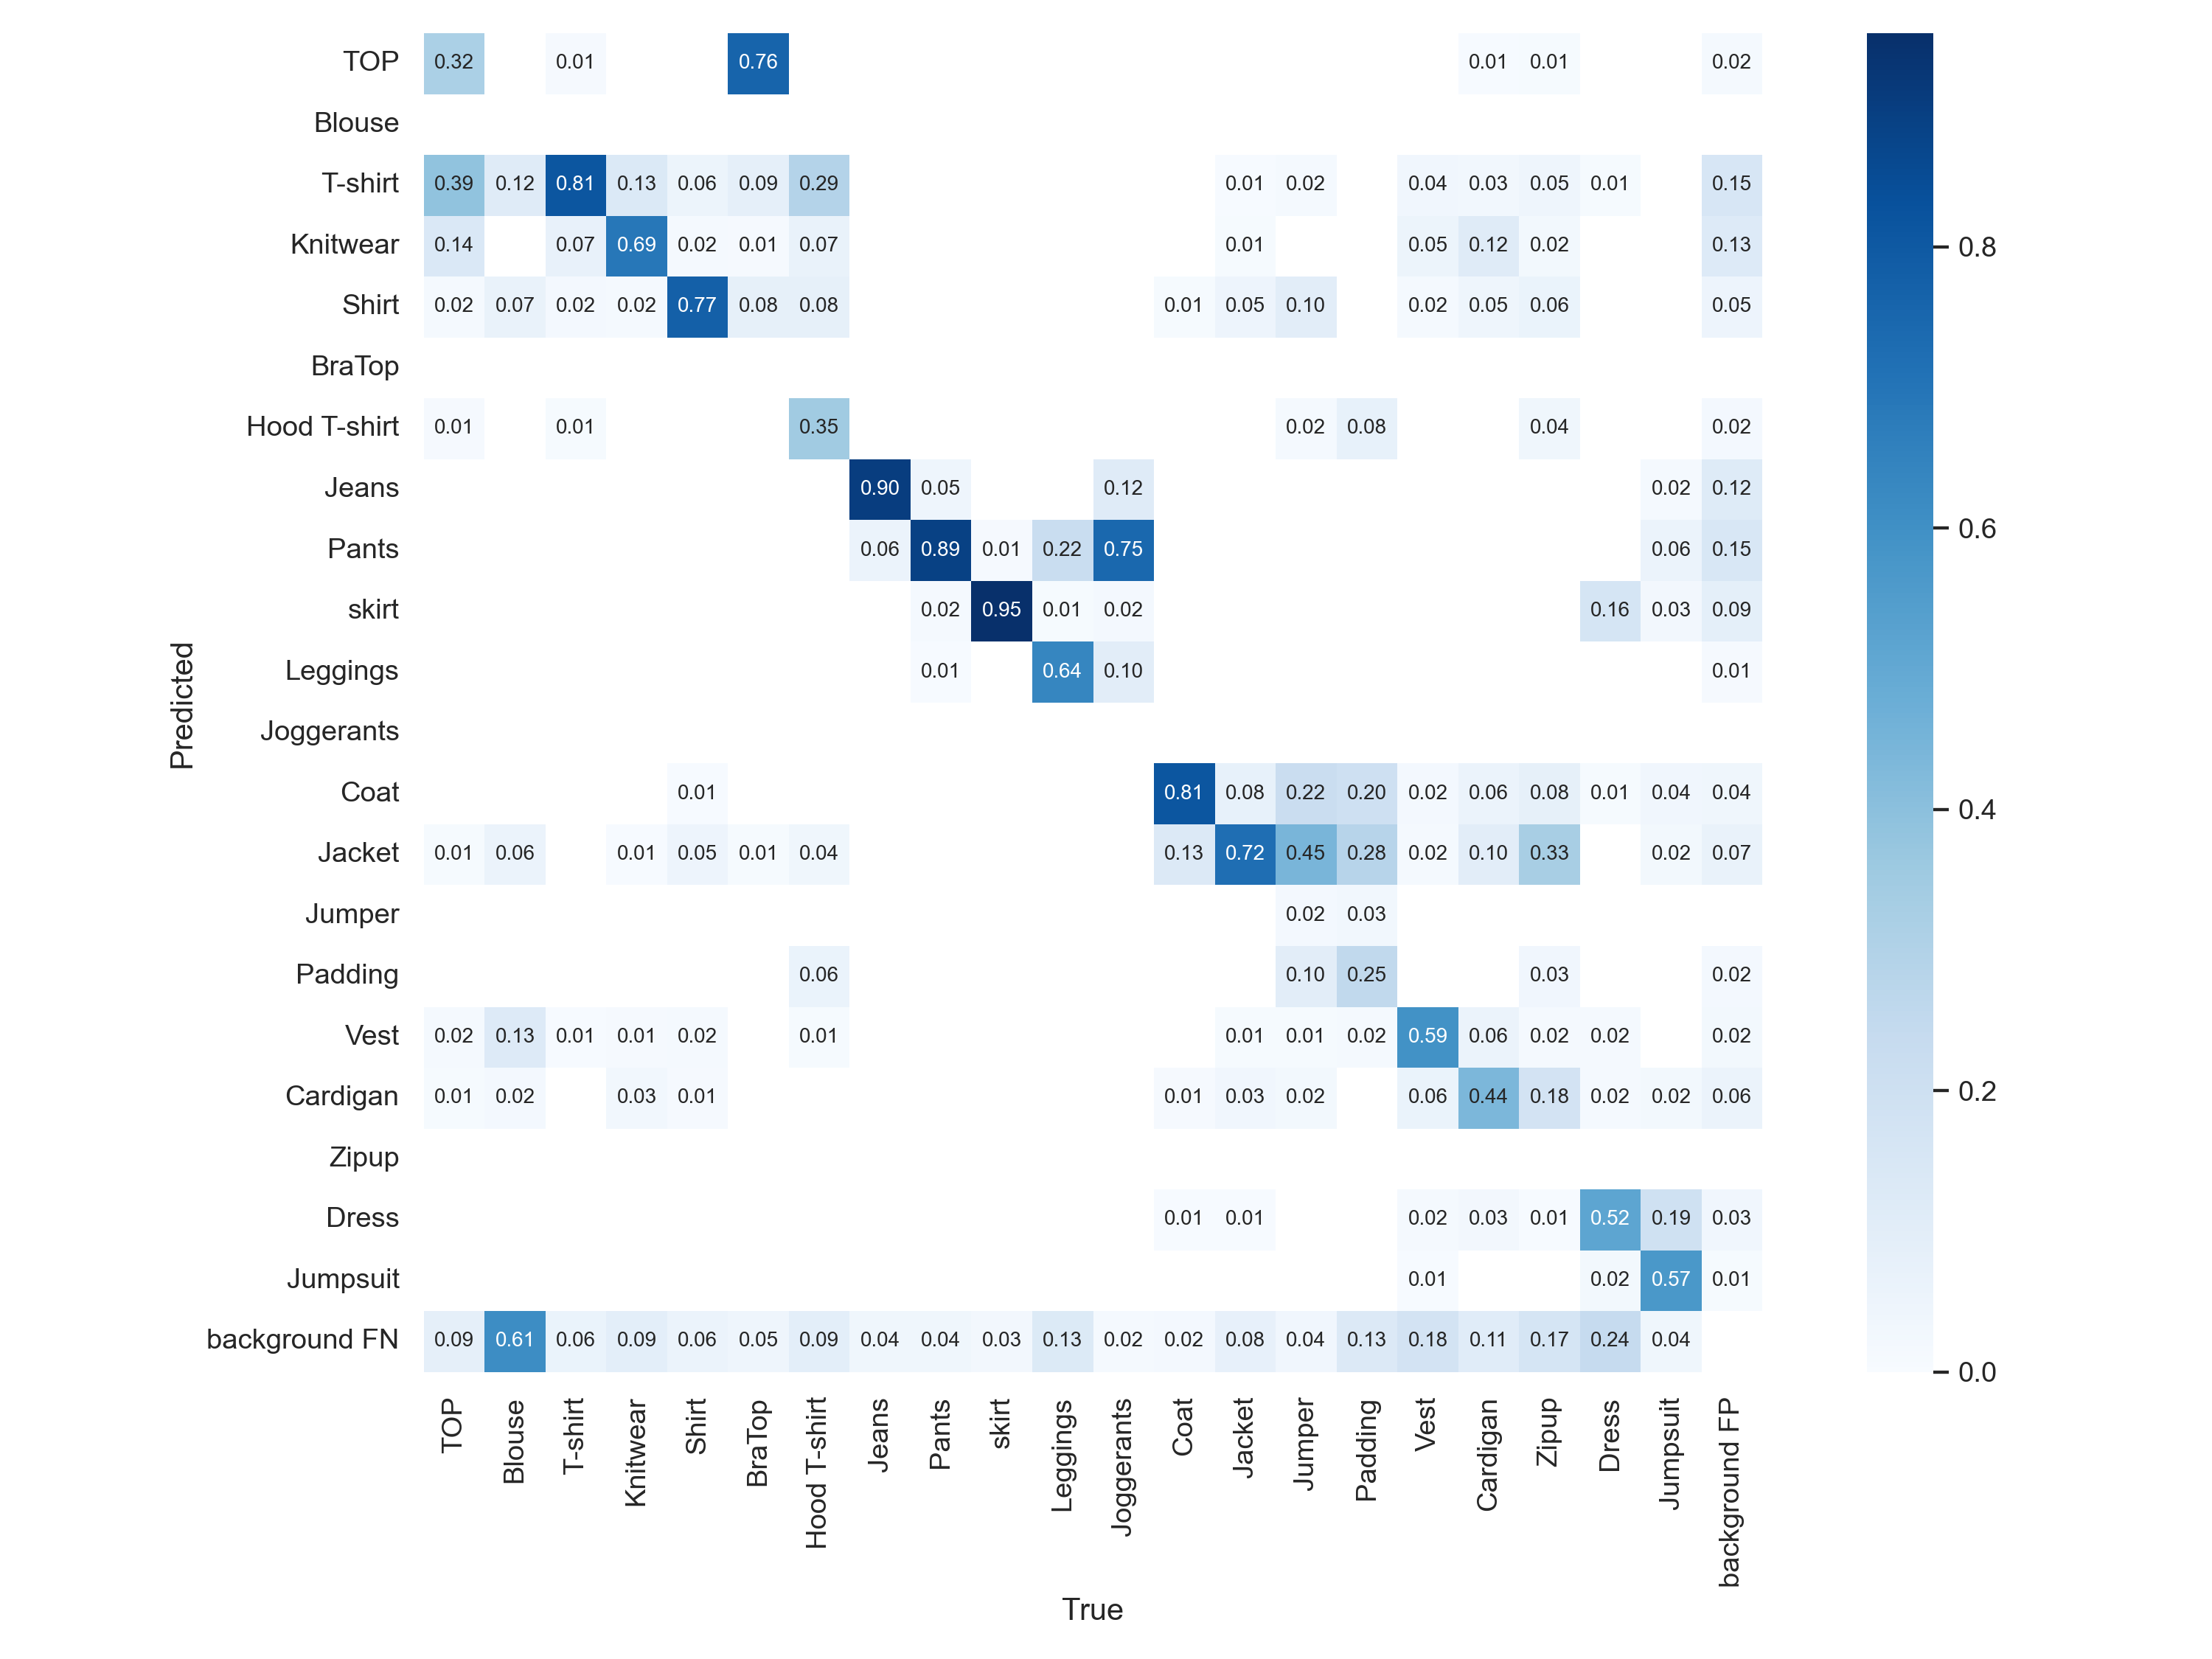 TOP 0.32 0.01 0.76 0.01 0.01 0.02
Blouse
T-shirt 0.39 0.12 0.81 0.13 0.06 0.09 0.29 0.01 0.02 0.04 0.03 0.05 0.01 0.15
Knitwear 0.14 0.07 0.69 0.02 0.01 0.07 0.01 0.05 0.12 0.02 0.13
Shirt 0.02 0.07 0.02 0.02 0.77 0.08 0.08 0.01 0.05 0.10 0.02 0.05 0.06 0.05
BraTop
Hood T-shirt 0.01 0.01 0.35 0.02 0.08 0.04 0.02
Jeans 0.90 0.05 0.12 0.02 0.12
Pants 0.06 0.89 0.01 0.22 0.75 0.06 0.15
skirt 0.02 0.95 0.01 0.02 0.16 0.03 0.09
Leggings 0.01 0.64 0.10 0.01
Joggerants
Coat 0.01 0.81 0.08 0.22 0.20 0.02 0.06 0.08 0.01 0.04 0.04
Jacket 0.01 0.06 0.01 0.05 0.01 0.04 0.13 0.72 0.45 0.28 0.02 0.10 0.33 0.02 0.07
Jumper 0.02 0.03
Padding 0.06 0.10 0.25 0.03 0.02
Vest 0.02 0.13 0.01 0.01 0.02 0.01 0.01 0.01 0.02 0.59 0.06 0.02 0.02 0.02
Cardigan 0.01 0.02 0.03 0.01 0.01 0.03 0.02 0.06 0.44 0.18 0.02 0.02 0.06
Zipup
Dress 0.01 0.01 0.02 0.03 0.01 0.52 0.19 0.03
Jumpsuit 0.01 0.02 0.57 0.01
background FN 0.09 0.61 0.06 0.09 0.06 0.05 0.09 0.04 0.04 0.03 0.13 0.02 0.02 0.08 0.04 0.13 0.18 0.11 0.17 0.24 0.04
Predicted
TOP
Blouse
T-shirt
Knitwear
Shirt
BraTop
Hood T-shirt
Jeans
Pants
skirt
Leggings
Joggerants
Coat
Jacket
Jumper
Padding
Vest
Cardigan
Zipup
Dress
Jumpsuit
background FP
True
0.8
0.6
0.4
0.2
0.0